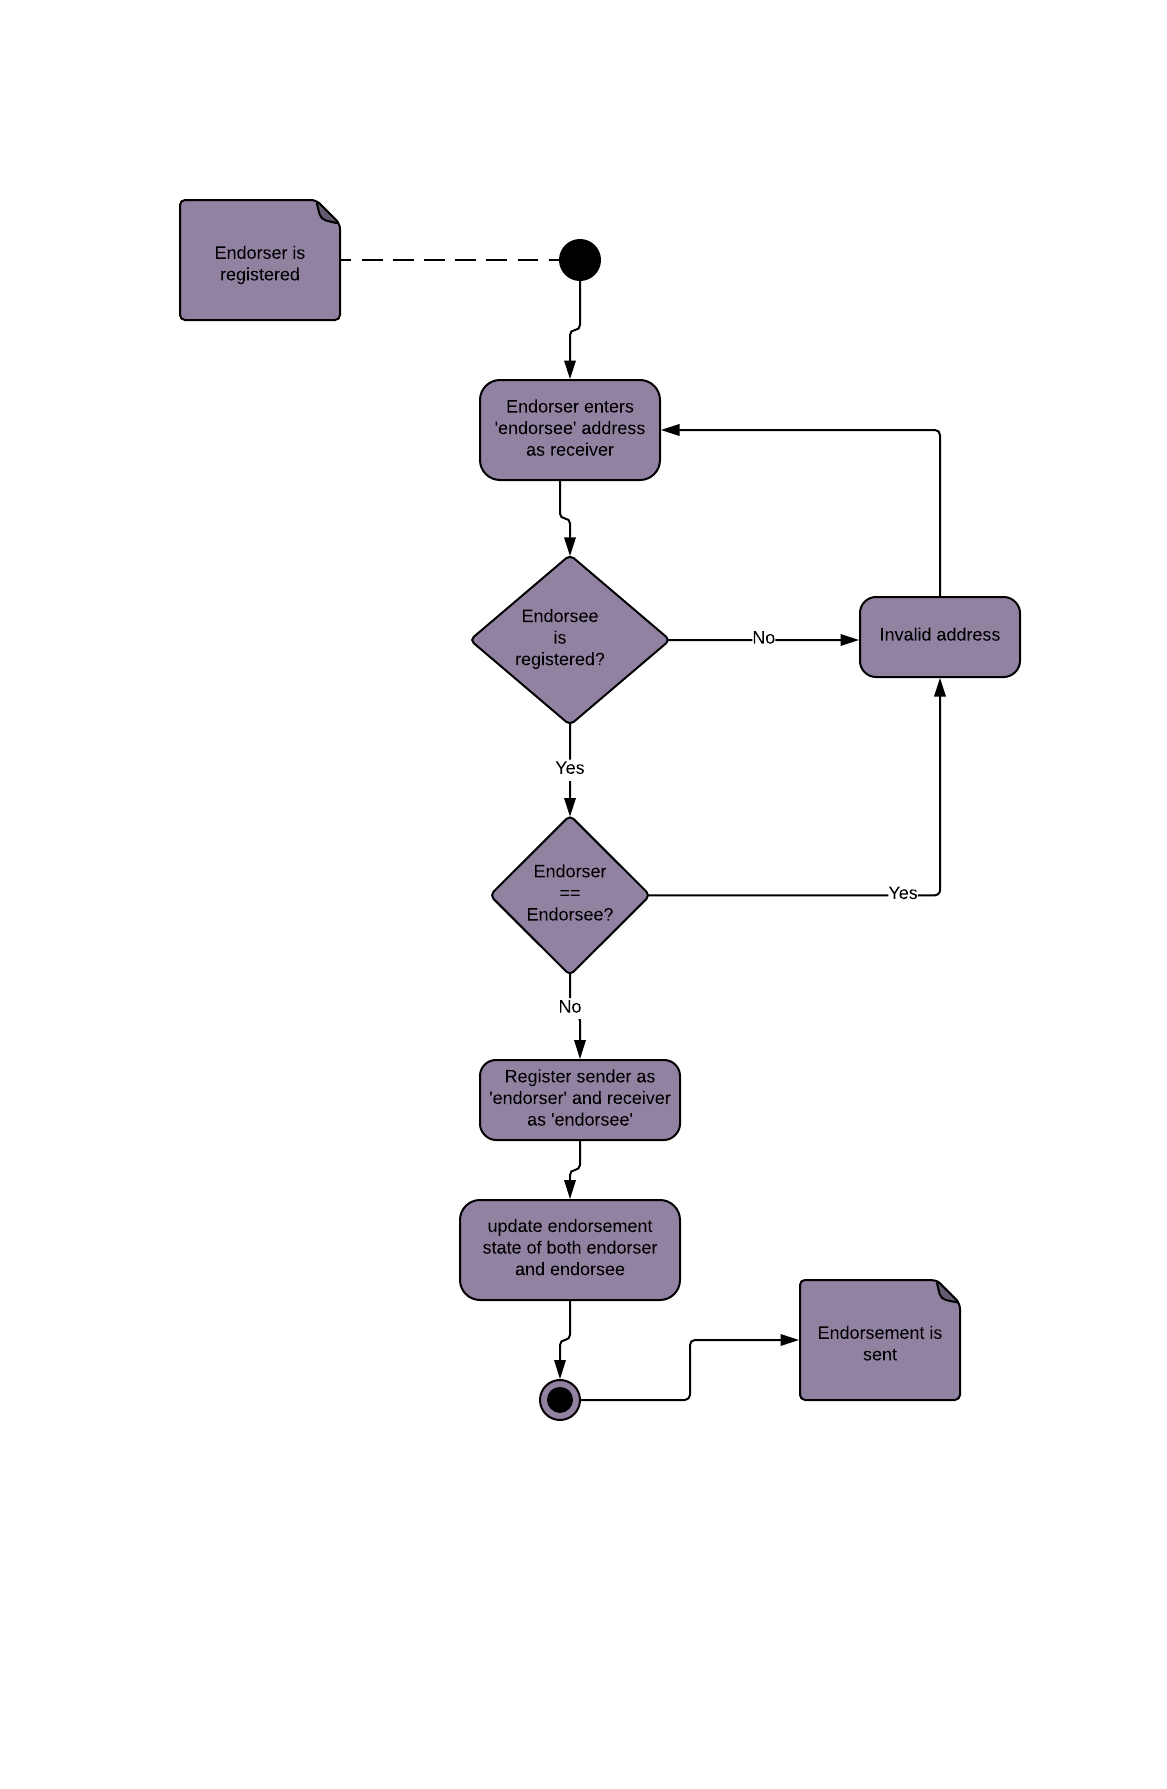 Endorser is
registered
Endorser enters
'endorsee' address
as receiver
Endorsee
is
registered?
No
Invalid address
Yes
Endorser
==
Endorsee?
Yes
No
Register sender as
'endorser' and receiver
as 'endorsee'
update endorsement
state of both endorser
and endorsee
Endorsement is
sent